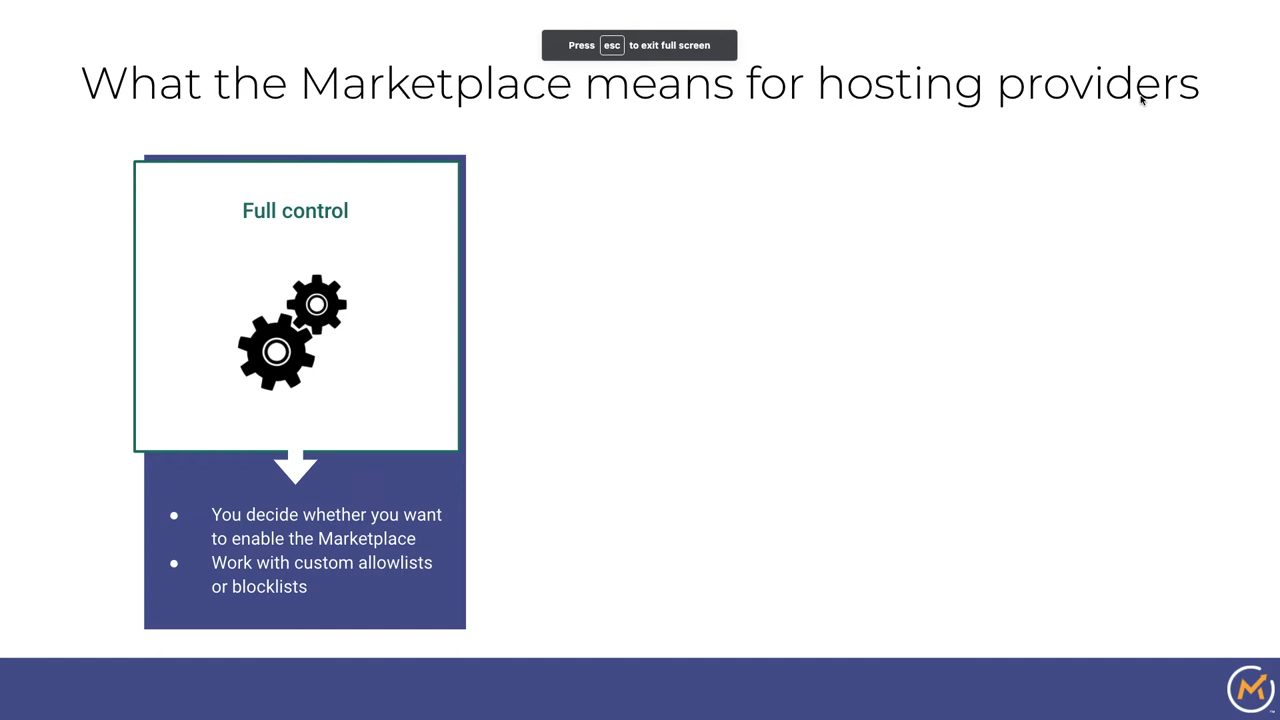 Press esc to exit full screen
What the Marketplace means for hosting providers
Full control
● You decide whether you want
to enable the Marketplace
● Work with custom allowlists
or blocklists